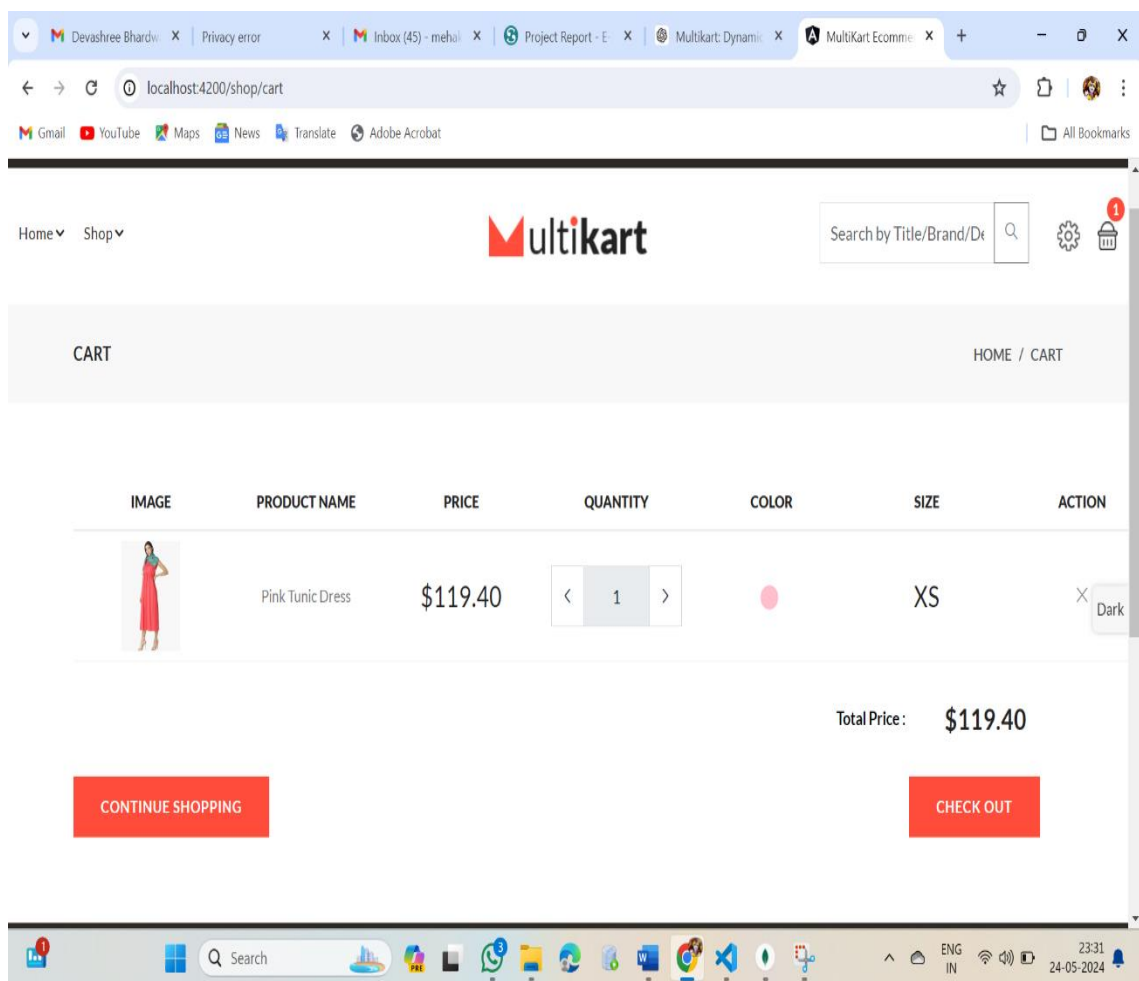 Devashree Bhardw
Privacy error
Inbox (45) - mehal
Project Report - E-
Multikart: Dynamic
MultiKart Ecomme
localhost:4200/shop/cart
Gmail YouTube Maps News Translate Adobe Acrobat All Bookmarks
Home Shop Multikart Search by Title/Brand/De 1
CART HOME / CART
IMAGE PRODUCT NAME PRICE QUANTITY COLOR SIZE ACTION
Pink Tunic Dress $119.40 1 XS X
Dark
Total Price : $119.40
CONTINUE SHOPPING CHECK OUT
1 Search PRE 3 ENG 23:31
IN 24-05-2024